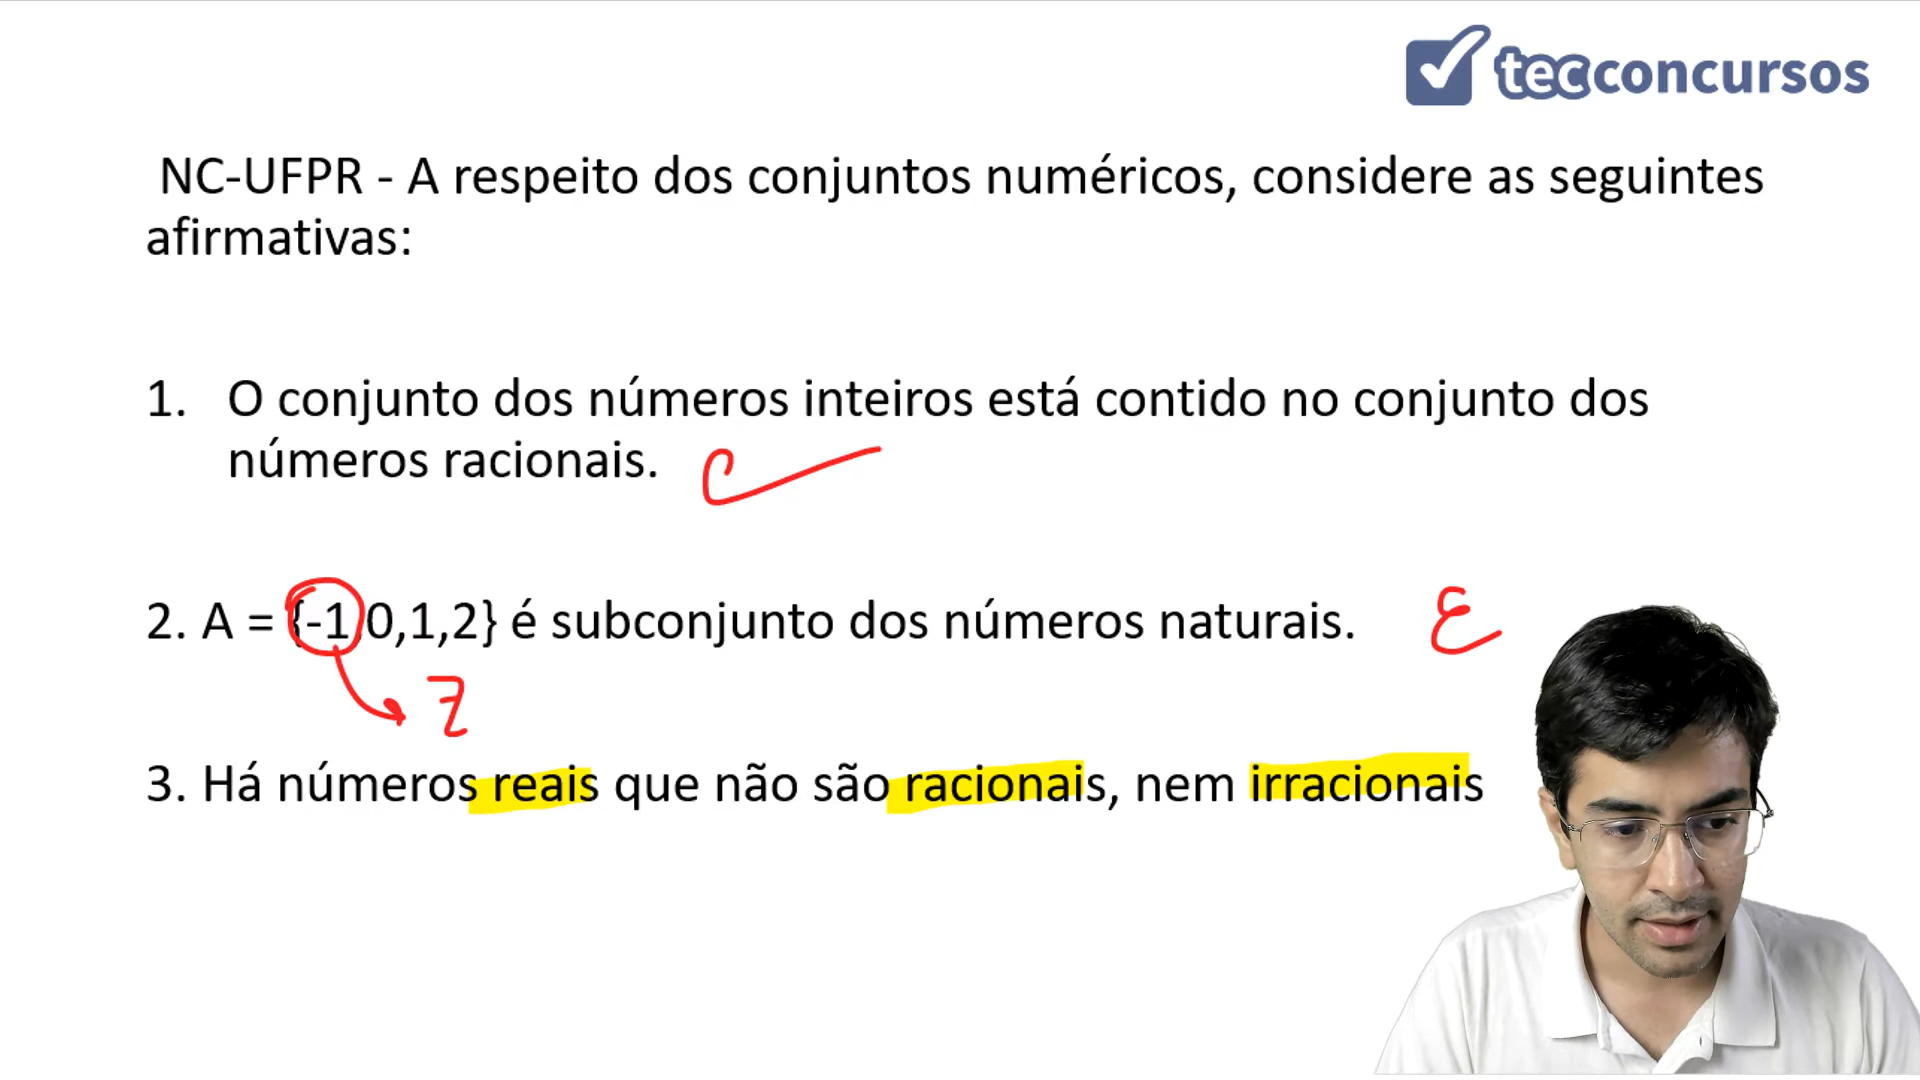 tecconcursos
NC-UFPR - A respeito dos conjuntos numéricos, considere as seguintes
afirmativas:
1. O conjunto dos números inteiros está contido no conjunto dos
números racionais. C
2. A = {-1,0,1,2} é subconjunto dos números naturais. E
Z
3. Há números reais que não são racionais, nem irracionais